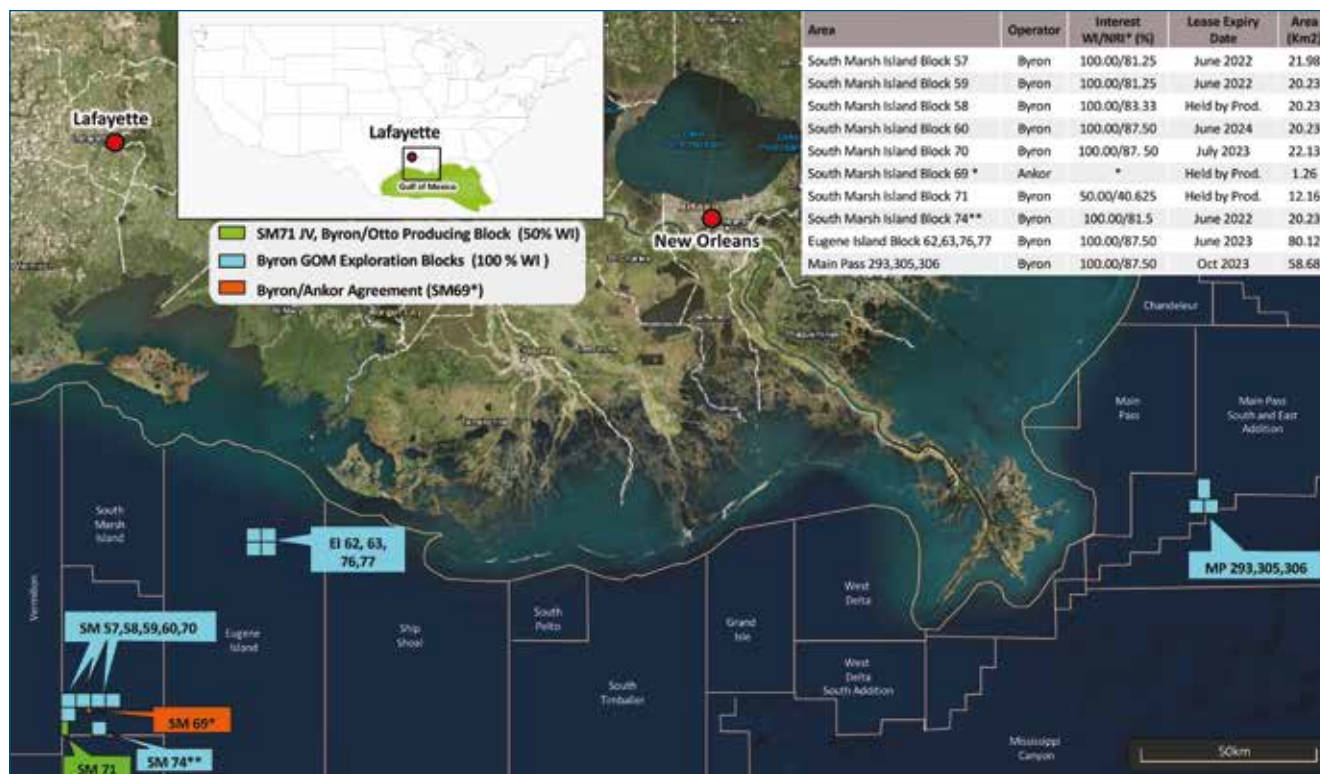 Area Operator Interest WI/NRI* (%) Lease Expiry Date Area (Km2)
South Marsh Island Block 57 Byron 100.00/81.25 June 2022 21.98
South Marsh Island Block 59 Byron 100.00/81.25 June 2022 20.23
South Marsh Island Block 58 Byron 100.00/83.33 Held by Prod. 20.23
South Marsh Island Block 60 Byron 100.00/87.50 June 2024 20.23
South Marsh Island Block 70 Byron 100.00/87. 50 July 2023 22.13
South Marsh Island Block 69 * Ankor * Held by Prod. 1.26
South Marsh Island Block 71 Byron 50.00/40.625 Held by Prod. 12.16
South Marsh Island Block 74** Byron 100.00/81.5 June 2022 20.23
Eugene Island Block 62,63,76,77 Byron 100.00/87.50 June 2023 80.12
Main Pass 293,305,306 Byron 100.00/87.50 Oct 2023 58.68
Lafayette
Lafayette
Gulf of Mexico
New Orleans
SM71 JV, Byron/Otto Producing Block (50% WI)
Byron GOM Exploration Blocks (100 % WI )
Byron/Ankor Agreement (SM69*)
Chandeleur
Main
Pass
Main Pass
South and East
Addition
South
Marsh
Island
EI 62, 63,
76,77
MP 293,305,306
Vermilion
SM 57,58,59,60,70
Eugene
Island
Ship
Shoal
South
Pelto
Grand
Isle
West
Delta
West
Delta
South Addition
South
Timbalier
SM 69*
SM 74**
SM 71
Mississippi
Canyon
50km